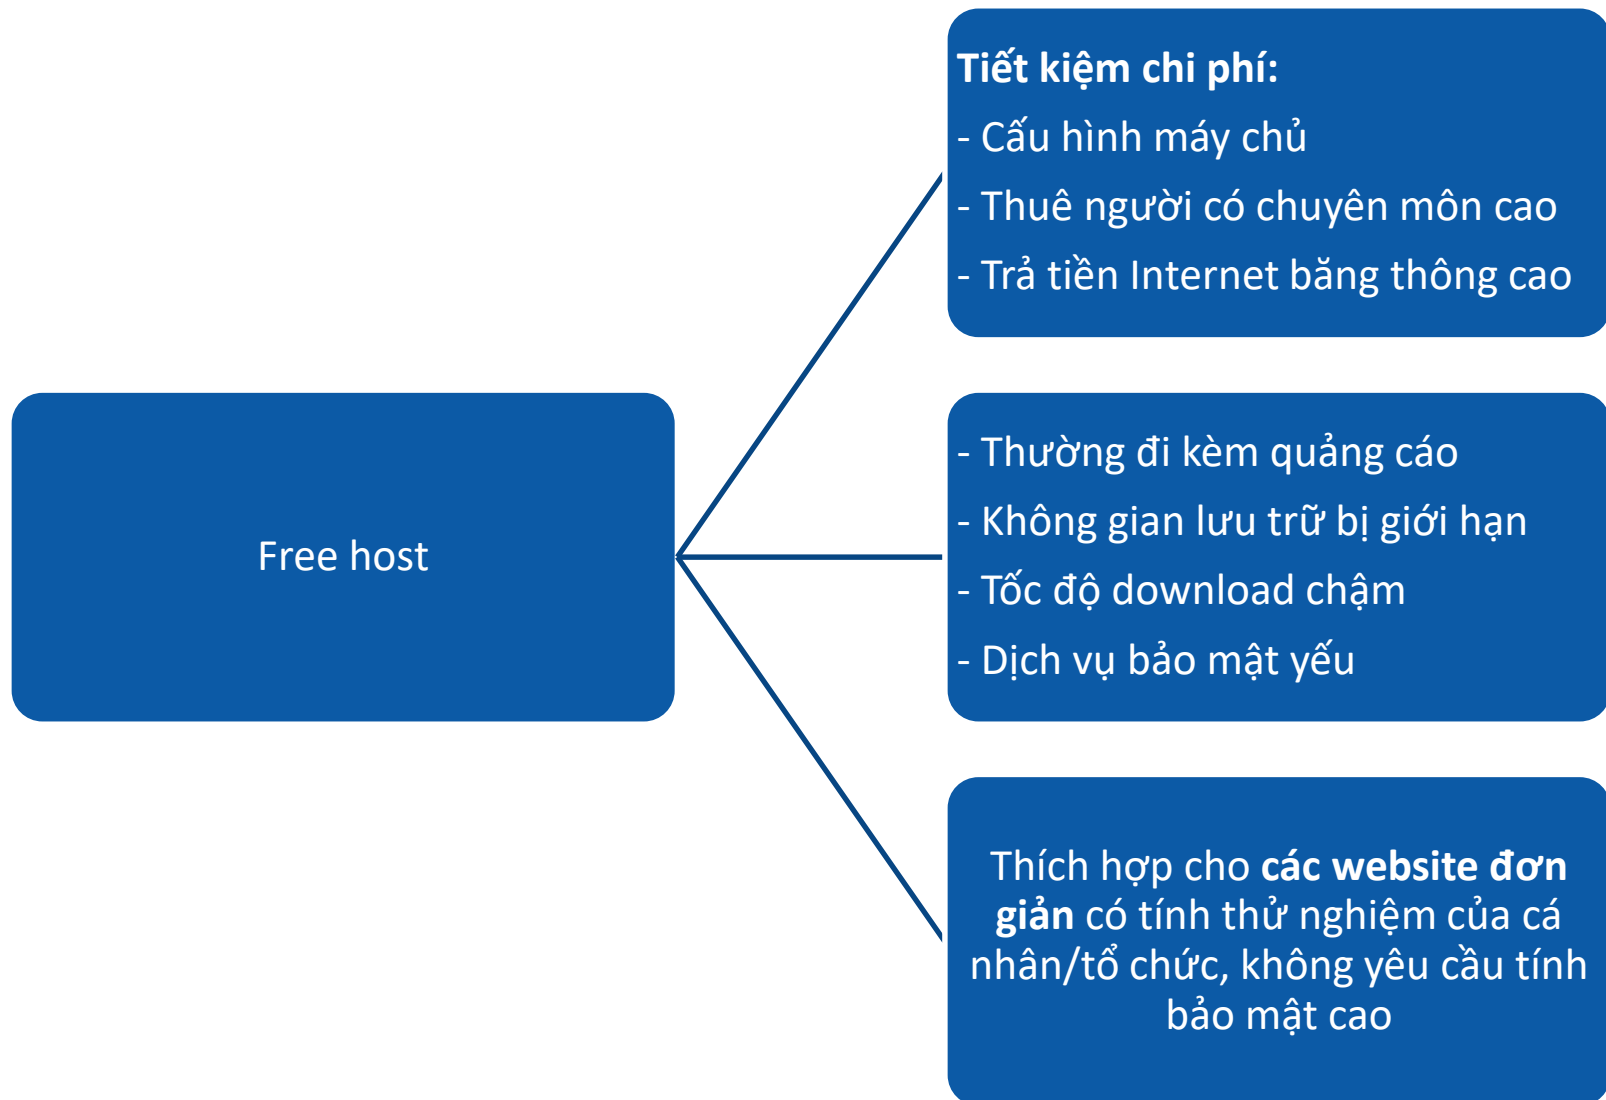 Tiết kiệm chi phí:
- Cấu hình máy chủ
- Thuê người có chuyên môn cao
- Trả tiền Internet băng thông cao
Free host
- Thường đi kèm quảng cáo
- Không gian lưu trữ bị giới hạn
- Tốc độ download chậm
- Dịch vụ bảo mật yếu
Thích hợp cho các website đơn
giản có tính thử nghiệm của cá
nhân/tổ chức, không yêu cầu tính
bảo mật cao